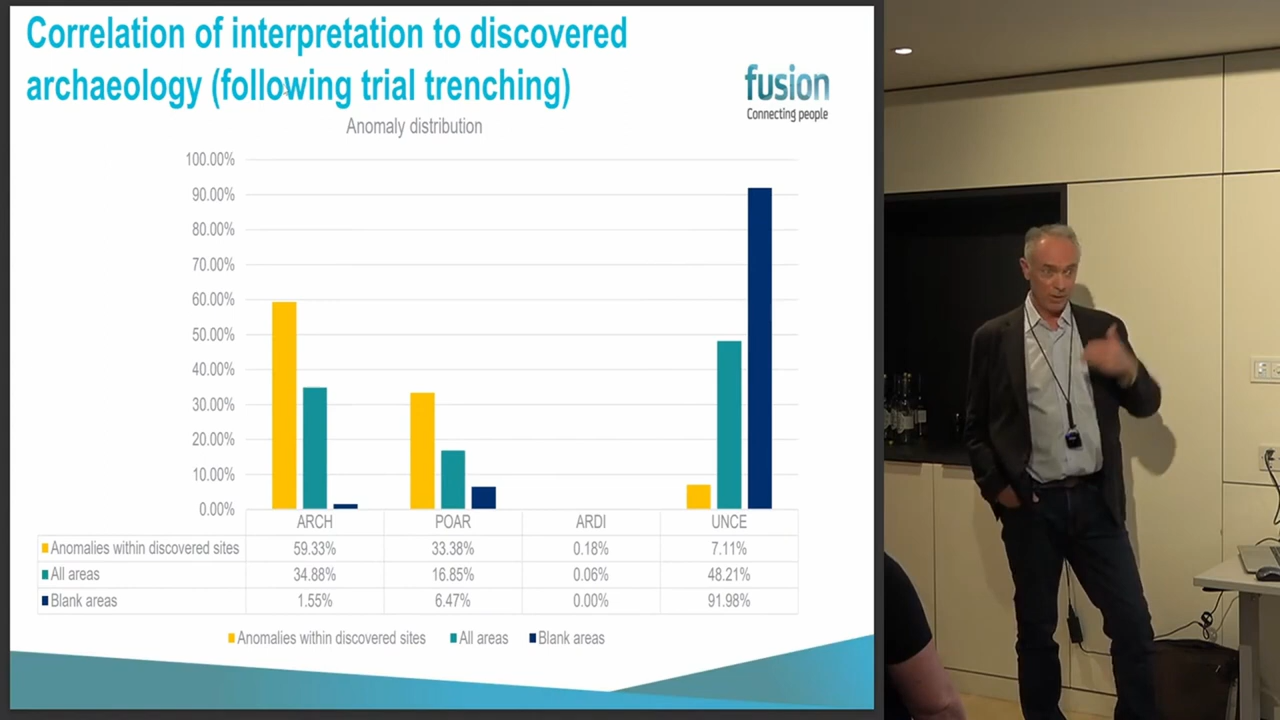 Correlation of interpretation to discovered
archaeology (following trial trenching)
fusion
Connecting people
Anomaly distribution
100.00%
90.00%
80.00%
70.00%
60.00%
50.00%
40.00%
30.00%
20.00%
10.00%
0.00%
ARCH POAR ARDI UNCE
Anomalies within discovered sites 59.33% 33.38% 0.18% 7.11%
All areas 34.88% 16.85% 0.06% 48.21%
Blank areas 1.55% 6.47% 0.00% 91.98%
Anomalies within discovered sites All areas Blank areas